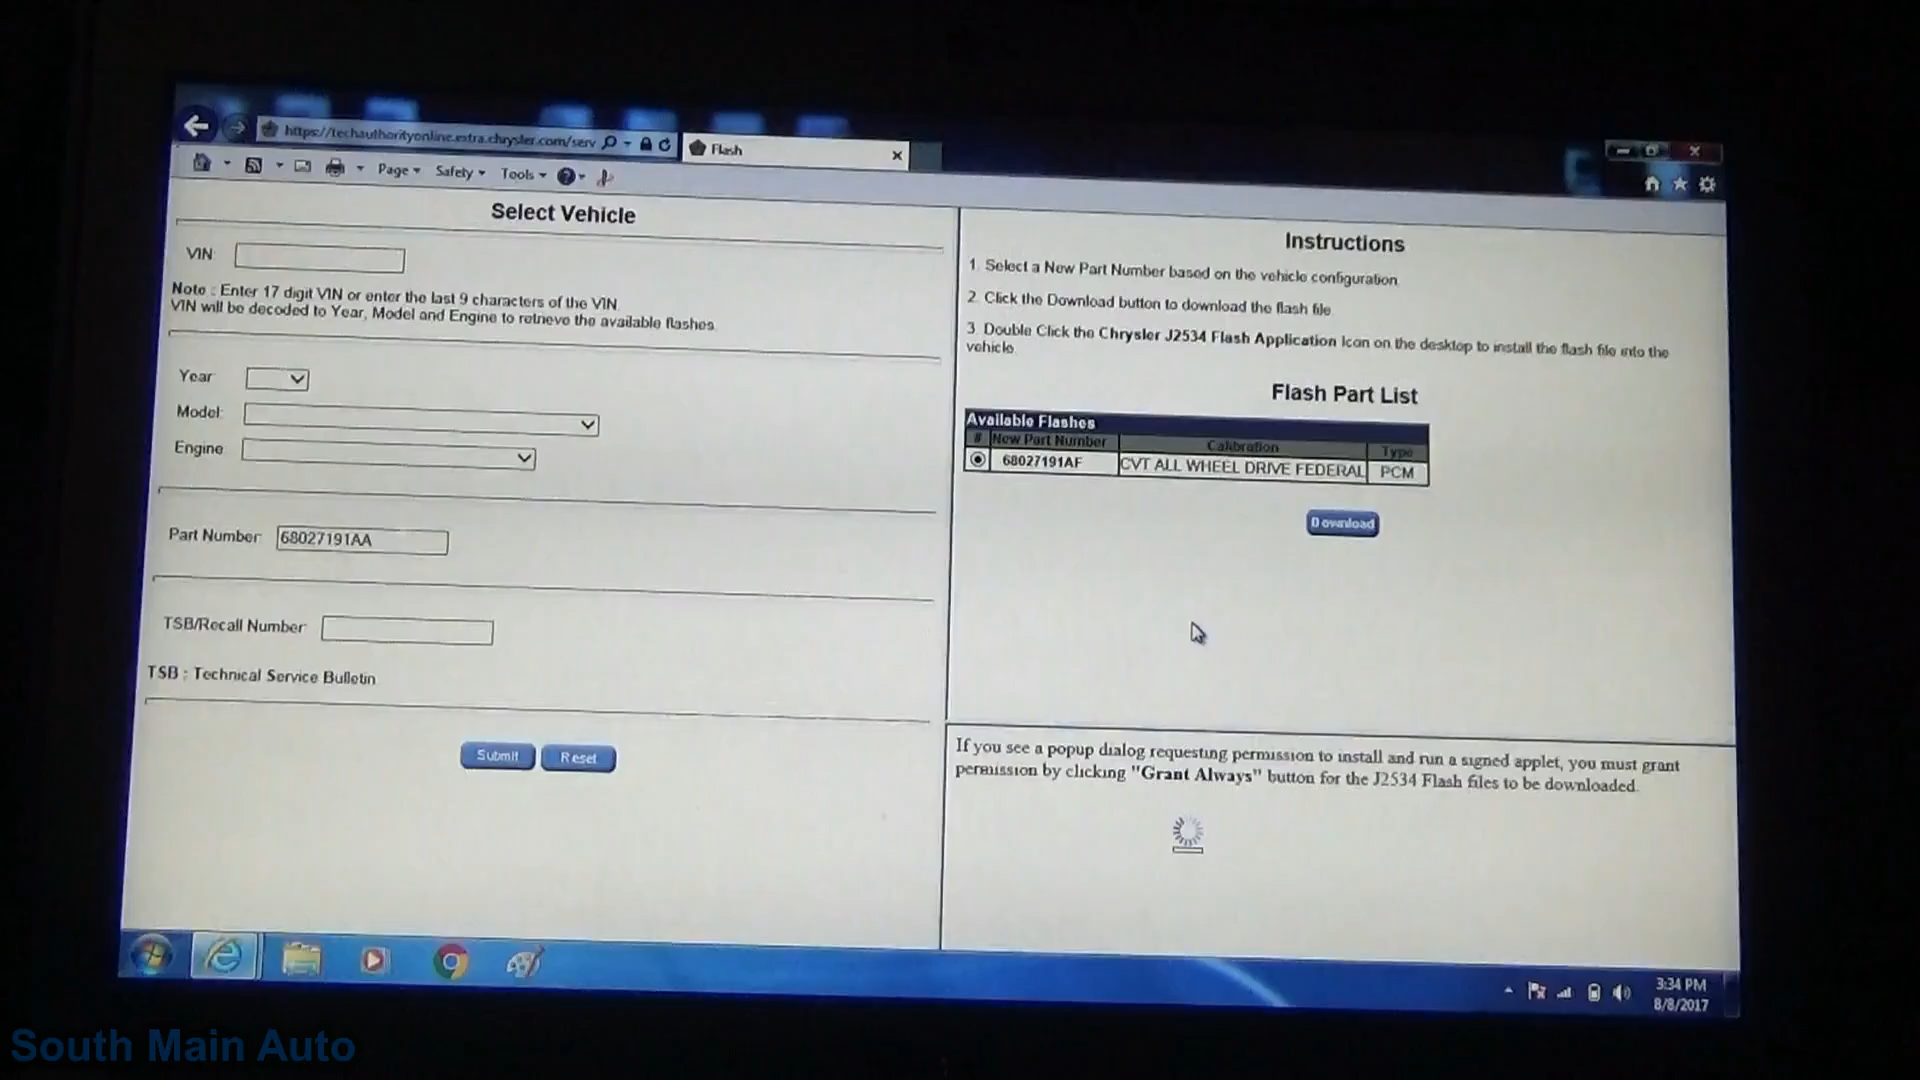 https://techauthorityonline.extra.chrysler.com/serv
Flash
Page
Safety
Tools
Select Vehicle
VIN:
Note : Enter 17 digit VIN or enter the last 9 characters of the VIN.
VIN will be decoded to Year, Model and Engine to retrieve the available flashes.
Year:
Model:
Engine:
Part Number: 68027191AA
TSB/Recall Number:
TSB : Technical Service Bulletin
Submit Reset
Instructions
1. Select a New Part Number based on the vehicle configuration.
2. Click the Download button to download the flash file.
3. Double Click the Chrysler J2534 Flash Application Icon on the desktop to install the flash file into the
vehicle.
Flash Part List
Available Flashes
# New Part Number Calibration Type
68027191AF CVT ALL WHEEL DRIVE FEDERAL PCM
Download
If you see a popup dialog requesting permission to install and run a signed applet, you must grant
permission by clicking "Grant Always" button for the J2534 Flash files to be downloaded.
3:34 PM
8/8/2017
South Main Auto